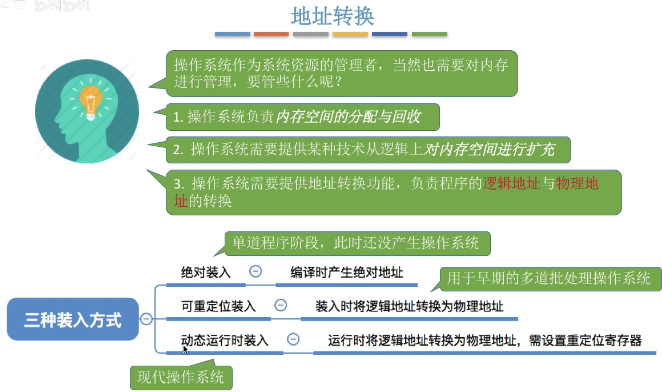 地址转换
操作系统作为系统资源的管理者，当然也需要对内存
进行管理，要管些什么呢？
1. 操作系统负责内存空间的分配与回收
2. 操作系统需要提供某种技术从逻辑上对内存空间进行扩充
3. 操作系统需要提供地址转换功能，负责程序的逻辑地址与物理地
址的转换
单道程序阶段，此时还没产生操作系统
绝对装入
编译时产生绝对地址
用于早期的多道批处理操作系统
三种装入方式
可重定位装入
装入时将逻辑地址转换为物理地址
动态运行时装入
运行时将逻辑地址转换为物理地址，需设置重定位寄存器
现代操作系统